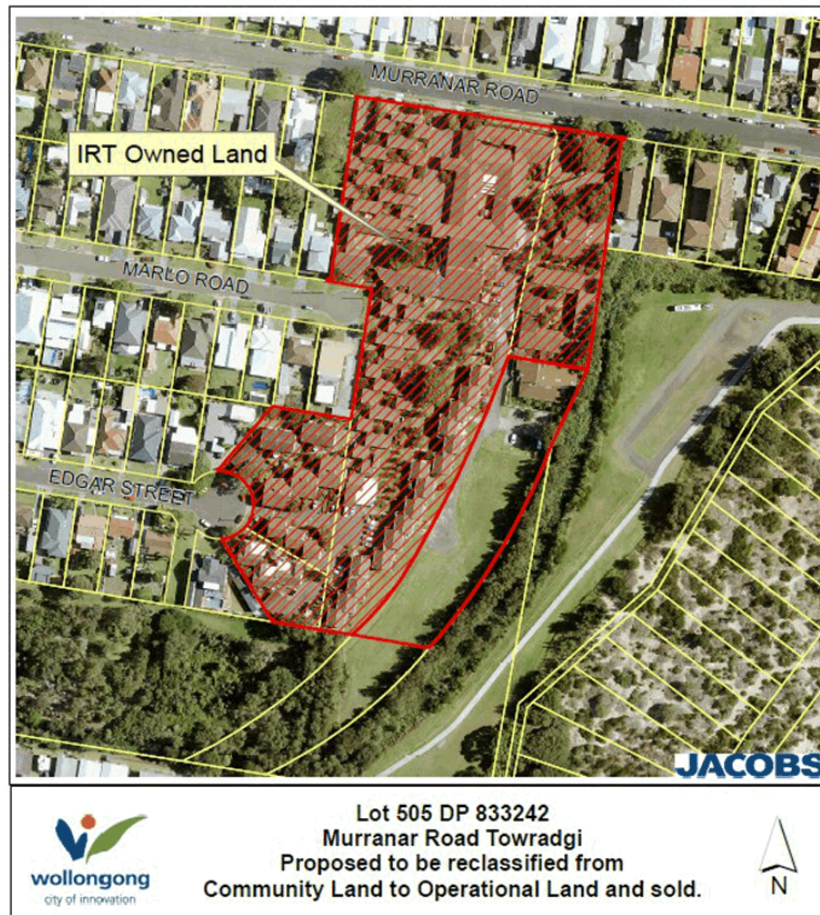 MURRANAR ROAD
IRT Owned Land
MARLO ROAD
EDGAR STREET
JACOBS
wollongong
city of innovation
Lot 505 DP 833242
Murranar Road Towradgi
Proposed to be reclassified from
Community Land to Operational Land and sold.
N